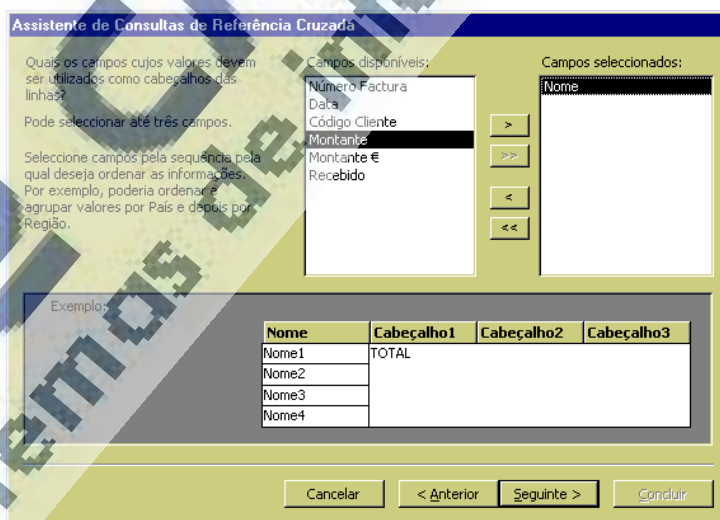 Assistente de Consultas de Referência Cruzada
Quais os campos cujos valores devem
ser utilizados como cabeçalhos das
linhas?
Pode seleccionar até três campos.
Seleccione campos pela sequência pela
qual deseja ordenar as informações.
Por exemplo, poderia ordenar e
agrupar valores por País e depois por
Região.
Campos disponíveis:
Número Factura
Data
Código Cliente
Montante
Montante €
Recebido
>
>>
<
<<
Campos seleccionados:
Nome
Exemplo:
Nome Cabeçalho1 Cabeçalho2 Cabeçalho3
Nome1 TOTAL
Nome2
Nome3
Nome4
Cancelar < Anterior Seguinte > Concluir